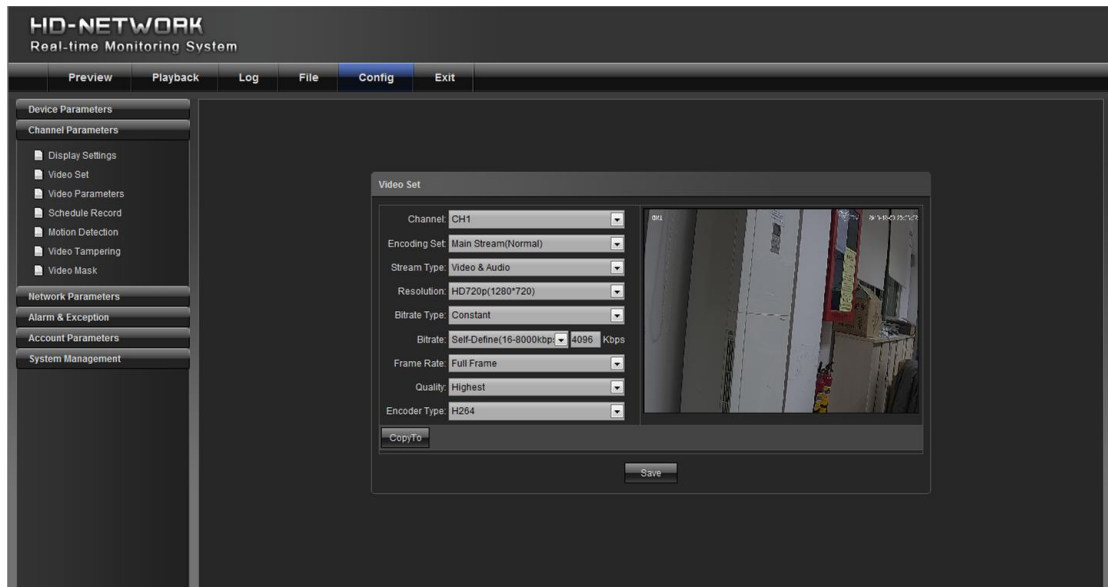 HD-NETWORK
Real-time Monitoring System
Preview Playback Log File Config Exit
Device Parameters
Channel Parameters
Display Settings
Video Set
Video Parameters
Schedule Record
Motion Detection
Video Tampering
Video Mask
Network Parameters
Alarm & Exception
Account Parameters
System Management
Video Set
Channel: CH1
Encoding Set: Main Stream(Normal)
Stream Type: Video & Audio
Resolution: HD720p(1280*720)
Bitrate Type: Constant
Bitrate: Self-Define(16-8000kbp: 4096 Kbps
Frame Rate: Full Frame
Quality: Highest
Encoder Type: H264
CopyTo
Save